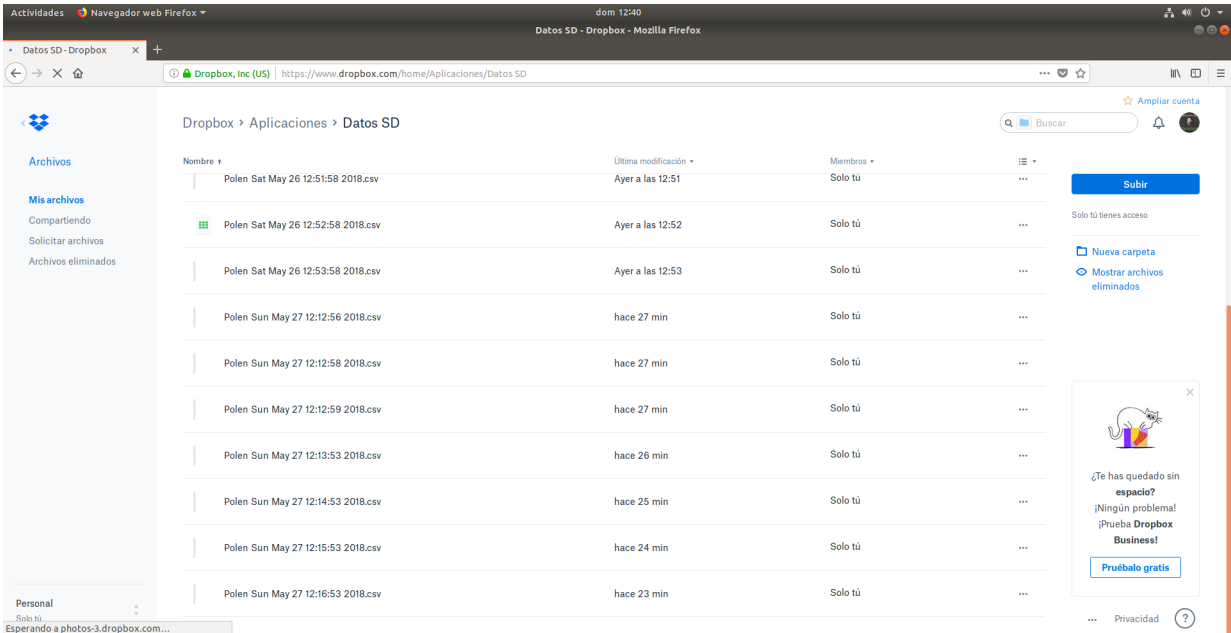 Actividades Navegador web Firefox dom 12:40
Datos SD - Dropbox - Mozilla Firefox
Datos SD - Dropbox
Dropbox, Inc (US) https://www.dropbox.com/home/Aplicaciones/Datos SD
Ampliar cuenta
Dropbox › Aplicaciones › Datos SD
Buscar
Archivos
Mis archivos
Compartiendo
Solicitar archivos
Archivos eliminados
Nombre Última modificación Miembros
Polen Sat May 26 12:51:58 2018.csv Ayer a las 12:51 Solo tú
Polen Sat May 26 12:52:58 2018.csv Ayer a las 12:52 Solo tú
Polen Sat May 26 12:53:58 2018.csv Ayer a las 12:53 Solo tú
Polen Sun May 27 12:12:56 2018.csv hace 27 min Solo tú
Polen Sun May 27 12:12:58 2018.csv hace 27 min Solo tú
Polen Sun May 27 12:12:59 2018.csv hace 27 min Solo tú
Polen Sun May 27 12:13:53 2018.csv hace 26 min Solo tú
Polen Sun May 27 12:14:53 2018.csv hace 25 min Solo tú
Polen Sun May 27 12:15:53 2018.csv hace 24 min Solo tú
Polen Sun May 27 12:16:53 2018.csv hace 23 min Solo tú
Subir
Solo tú tienes acceso
Nueva carpeta
Mostrar archivos
eliminados
¿Te has quedado sin
espacio?
¡Ningún problema!
¡Prueba Dropbox
Business!
Pruébalo gratis
Personal
Solo tú
Esperando a photos-3.dropbox.com...
Privacidad ?